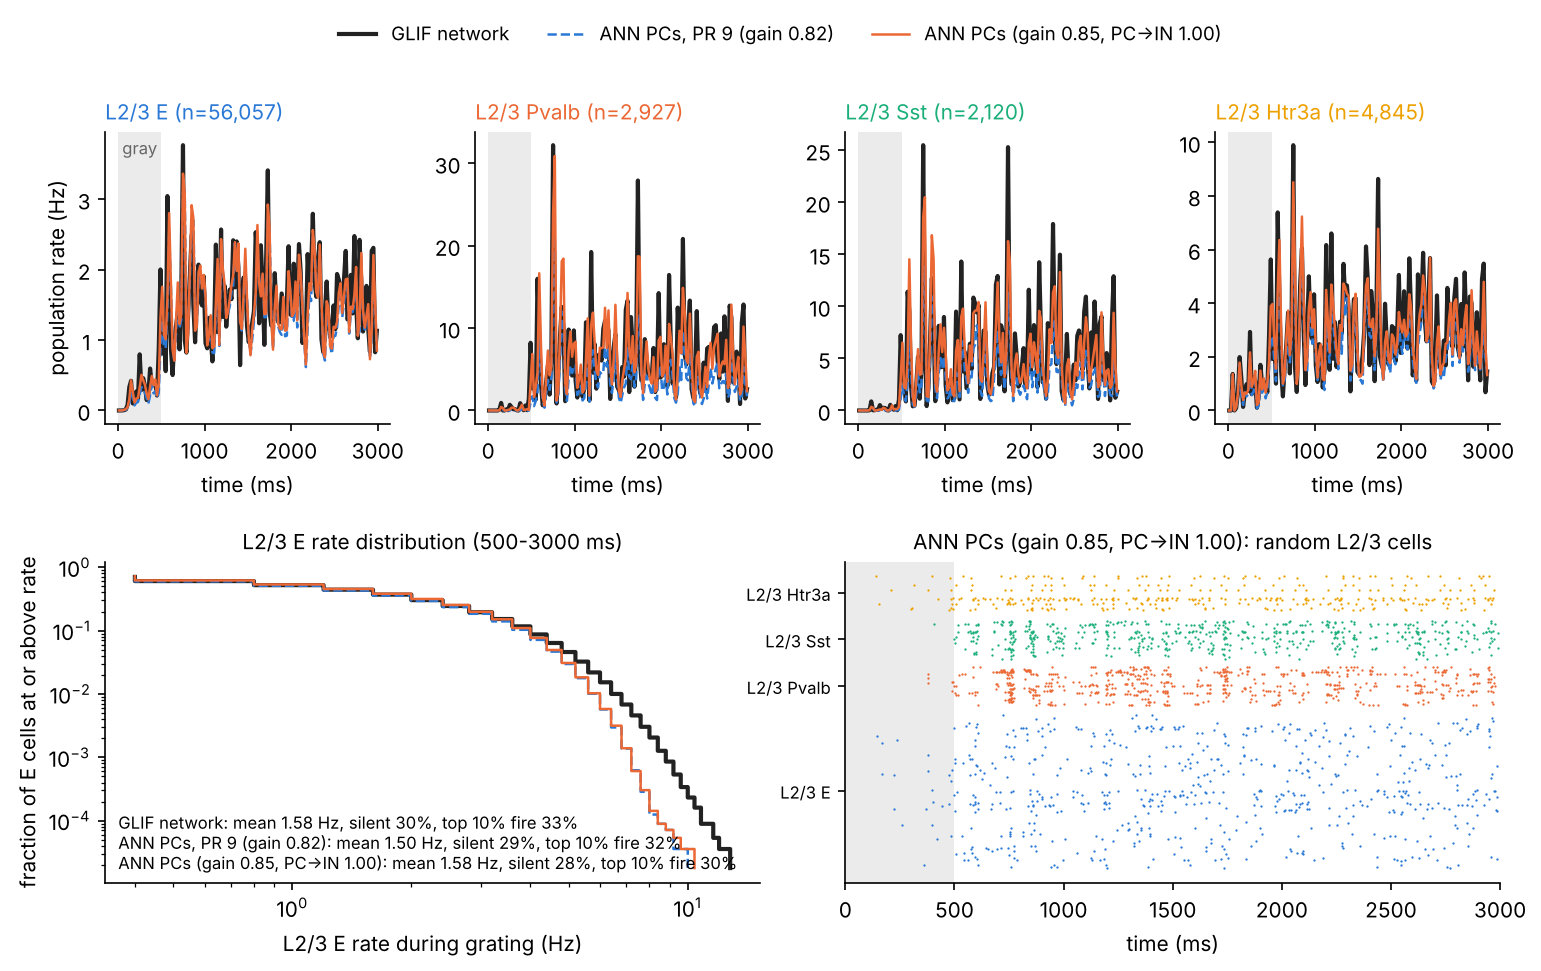 GLIF network
ANN PCs, PR 9 (gain 0.82)
ANN PCs (gain 0.85, PC→IN 1.00)
L2/3 E (n=56,057)
L2/3 Pvalb (n=2,927)
L2/3 Sst (n=2,120)
L2/3 Htr3a (n=4,845)
population rate (Hz)
gray
3
2
1
0
30
20
10
0
25
20
15
10
5
0
10
8
6
4
2
0
0 1000 2000 3000
0 1000 2000 3000
0 1000 2000 3000
0 1000 2000 3000
time (ms)
time (ms)
time (ms)
time (ms)
L2/3 E rate distribution (500-3000 ms)
fraction of E cells at or above rate
10⁰
10⁻¹
10⁻²
10⁻³
10⁻⁴
GLIF network: mean 1.58 Hz, silent 30%, top 10% fire 33%
ANN PCs, PR 9 (gain 0.82): mean 1.50 Hz, silent 29%, top 10% fire 32%
ANN PCs (gain 0.85, PC→IN 1.00): mean 1.58 Hz, silent 28%, top 10% fire 30%
10⁰ 10¹
L2/3 E rate during grating (Hz)
ANN PCs (gain 0.85, PC→IN 1.00): random L2/3 cells
L2/3 Htr3a
L2/3 Sst
L2/3 Pvalb
L2/3 E
0 500 1000 1500 2000 2500 3000
time (ms)